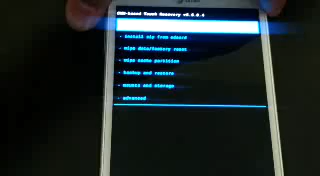 CWM-based Touch Recovery v6.0.4.4
- install zip from sdcard
- wipe data/factory reset
- wipe cache partition
- backup and restore
- mounts and storage
- advanced